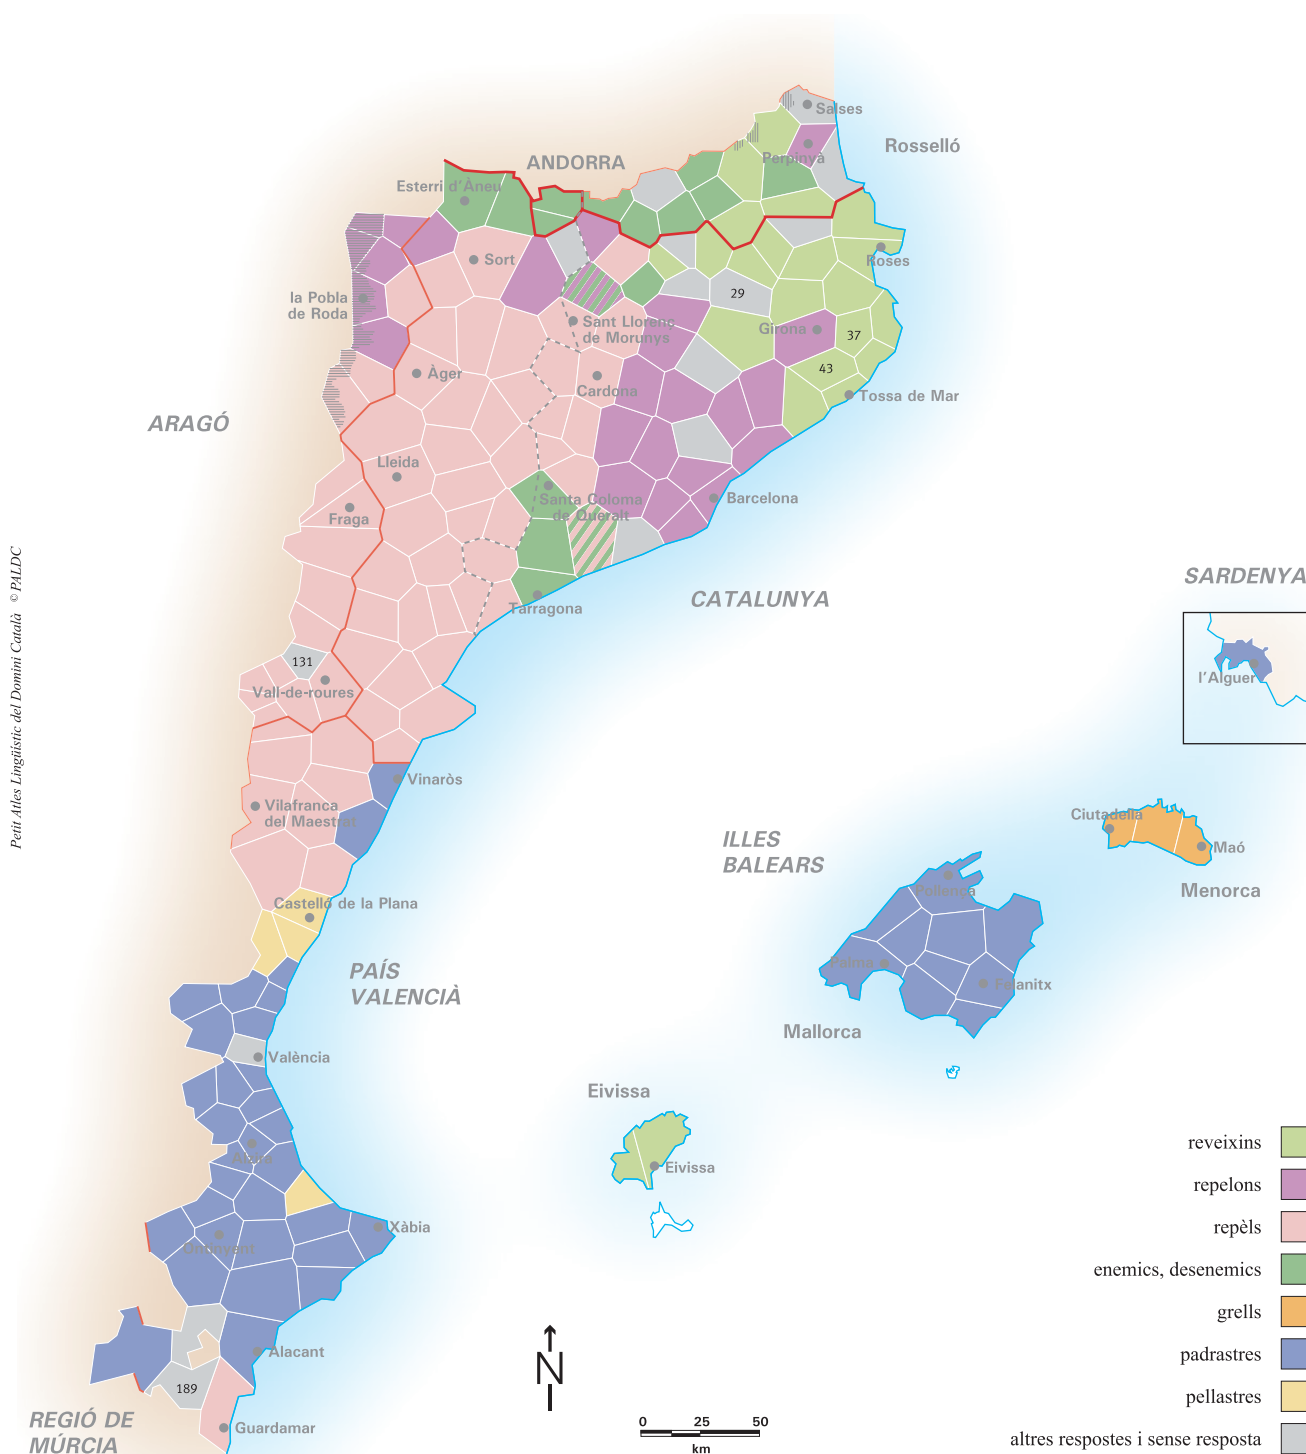 Salses
Rosselló
Perpinyà
ANDORRA
Esterri d'Àneu
Sort
Roses
la Pobla
de Roda
29
Sant Llorenç
de Morunys
Girona
37
Àger
Cardona
43
Tossa de Mar
ARAGÓ
Lleida
Santa Coloma
de Queralt
Barcelona
Fraga
Petit Atles Lingüístic del Domini Català © PALDC
SARDENYA
CATALUNYA
Tarragona
131
l'Alguer
Vall-de-roures
Vinaròs
Vilafranca
del Maestrat
Ciutadella
ILLES
BALEARS
Maó
Pollença
Menorca
Castelló de la Plana
PAÍS
VALENCIÀ
Palma
Felanitx
Mallorca
València
Eivissa
Alzira
Eivissa
Xàbia
Ontinyent
Alacant
189
Guardamar
REGIÓ DE
MÚRCIA
N
0 25 50
km
reveixins
repelons
repèls
enemics, desenemics
grells
padrastres
pellastres
altres respostes i sense resposta